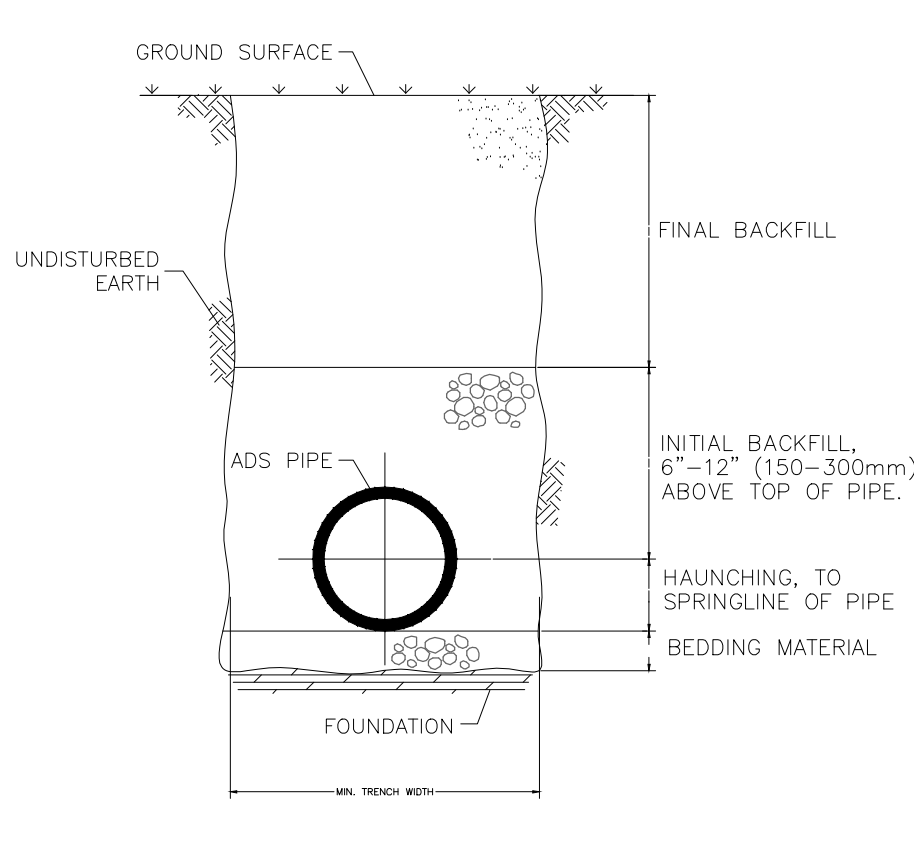 GROUND SURFACE
FINAL BACKFILL
UNDISTURBED
EARTH
INITIAL BACKFILL,
6"-12" (150-300mm)
ABOVE TOP OF PIPE.
ADS PIPE
HAUNCHING, TO
SPRINGLINE OF PIPE
BEDDING MATERIAL
FOUNDATION
MIN. TRENCH WIDTH